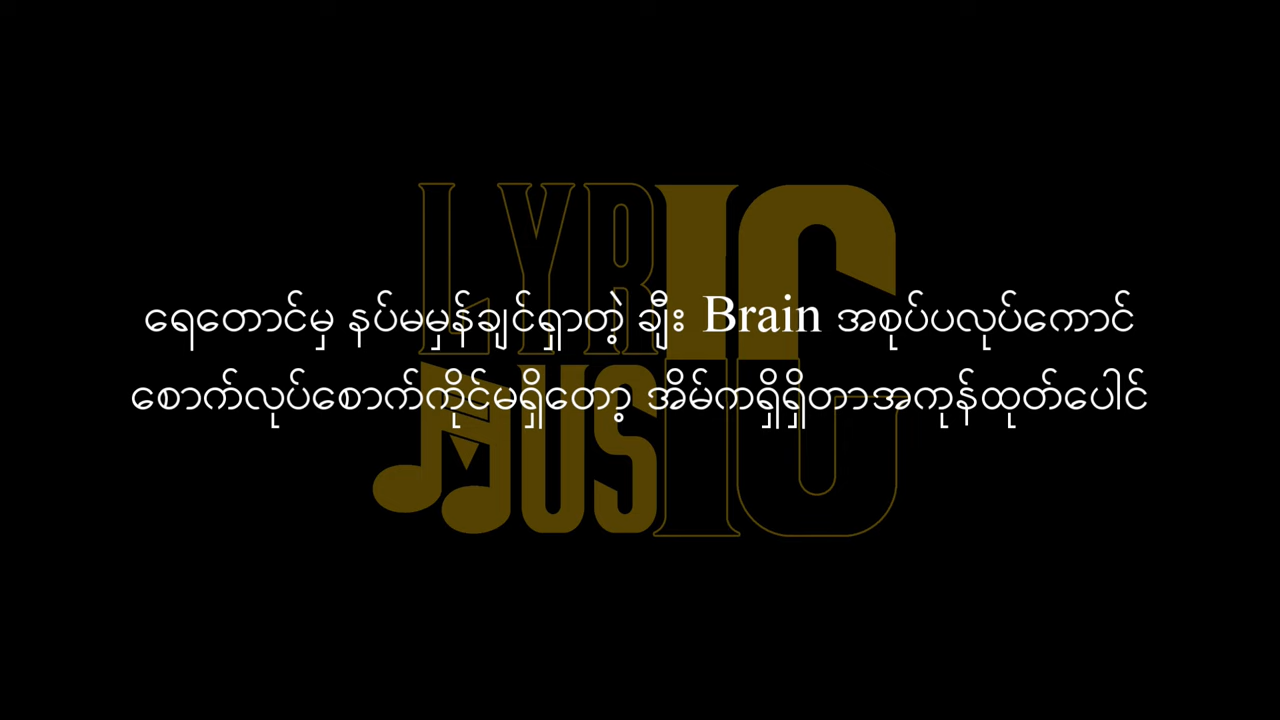 ရေတောင်မှ နပ်မမှန်ချင်ရှာတဲ့ ချီး Brain အစုပ်ပလုပ်ကောင်
စောက်လုပ်စောက်ကိုင်မရှိတော့ အိမ်ကရှိရှိတာအကုန်ထုတ်ပေါင်
LYRIC
MUSIC